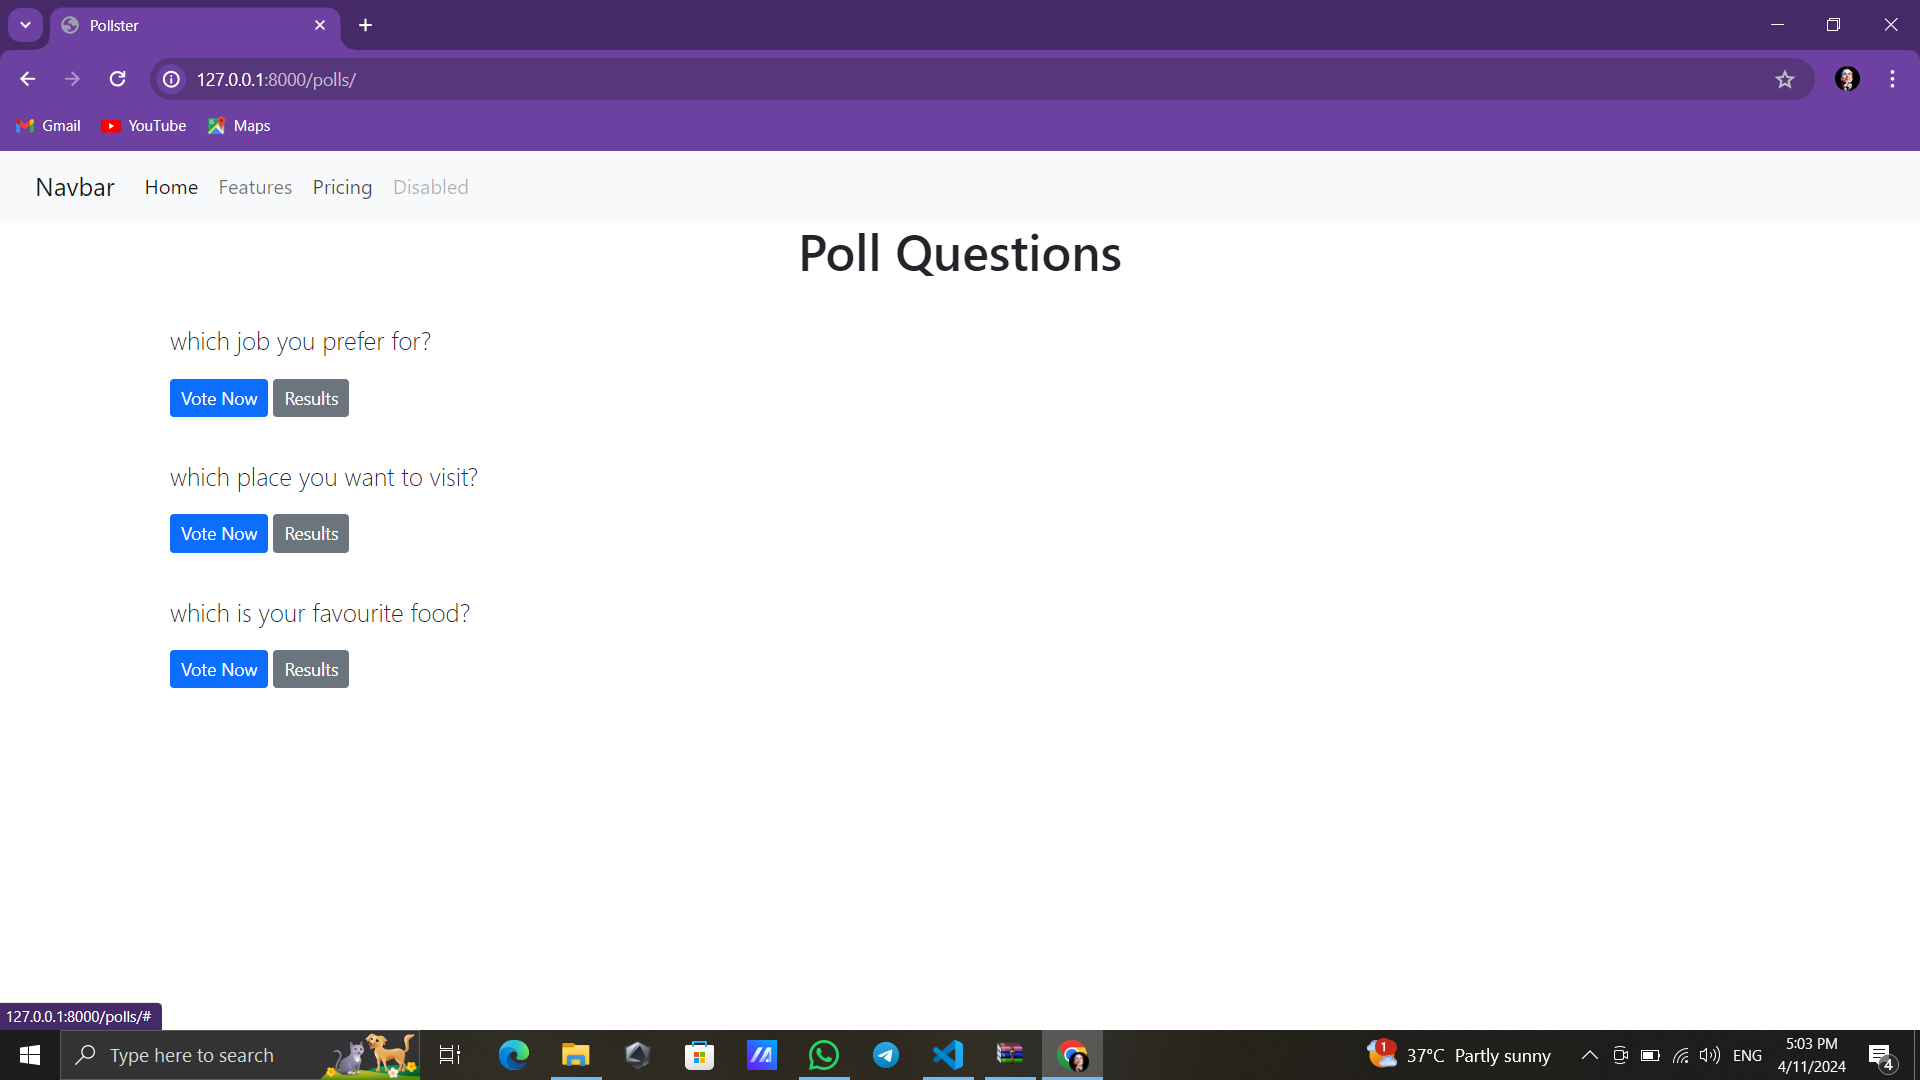 Pollster
127.0.0.1:8000/polls/
Gmail YouTube Maps
Navbar Home Features Pricing Disabled
Poll Questions
which job you prefer for?
Vote Now Results
which place you want to visit?
Vote Now Results
which is your favourite food?
Vote Now Results
127.0.0.1:8000/polls/#
Type here to search
1 37°C Partly sunny ENG
5:03 PM
4/11/2024
4